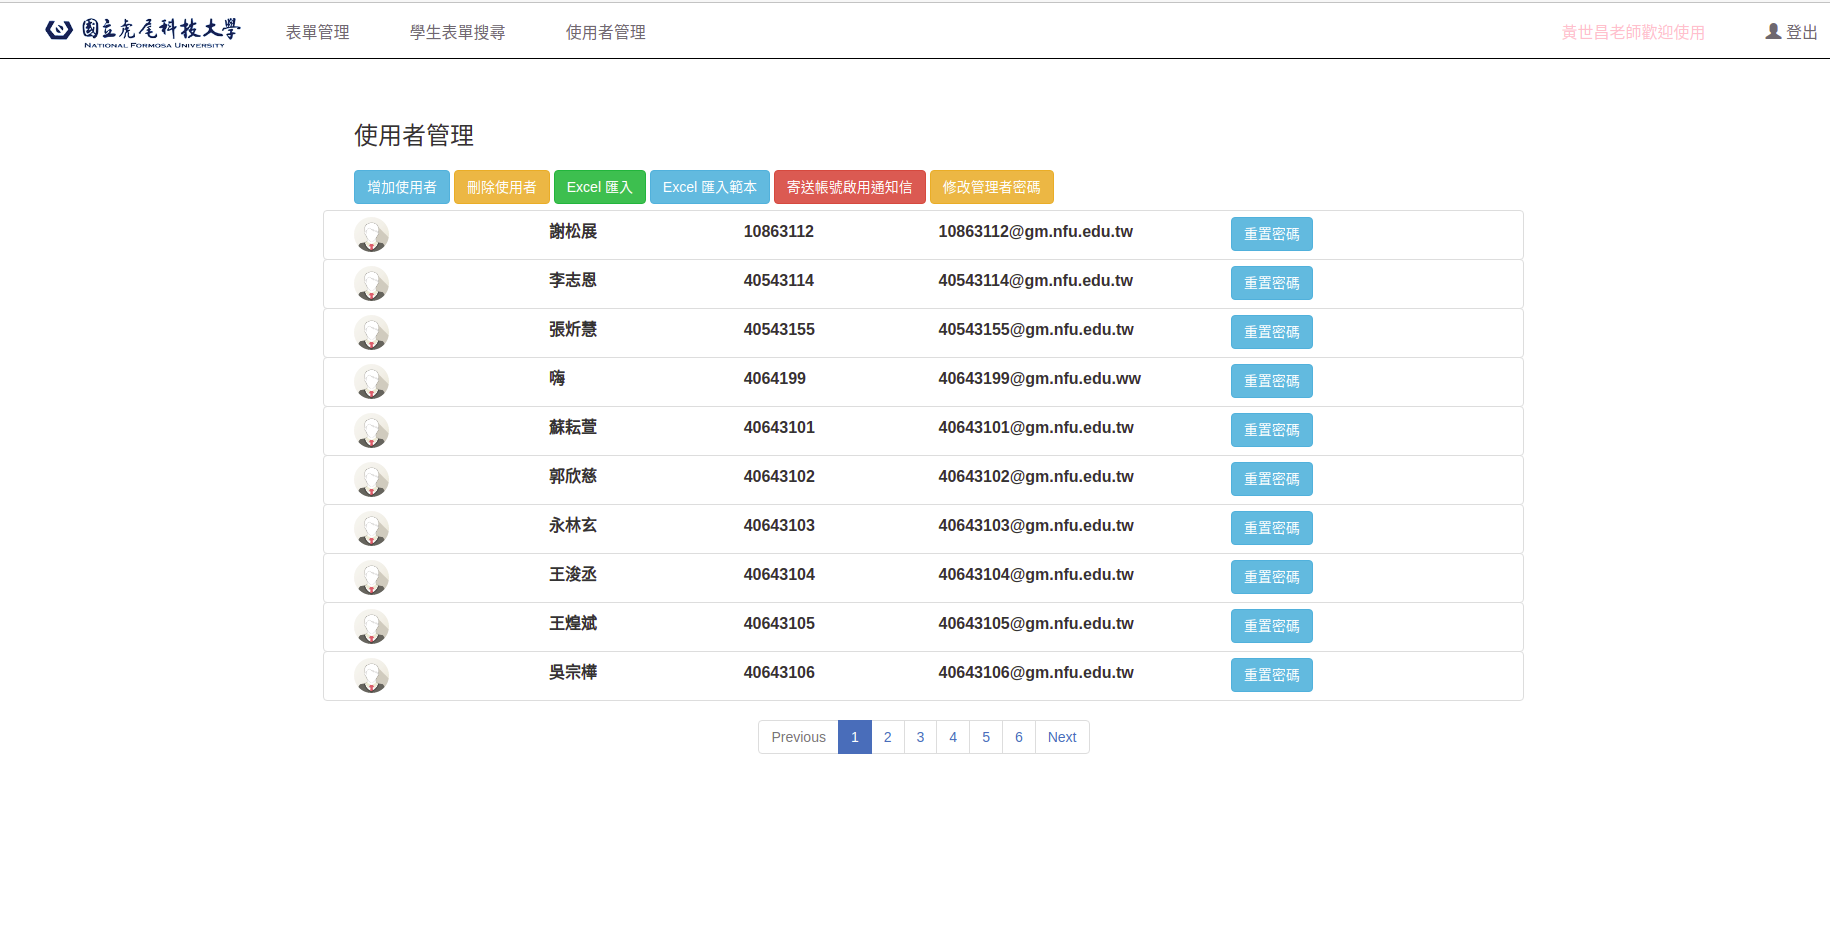 國立虎尾科技大學
NATIONAL FORMOSA UNIVERSITY
表單管理 學生表單搜尋 使用者管理 黃世昌老師歡迎使用 登出
使用者管理
增加使用者 刪除使用者 Excel 匯入 Excel 匯入範本 寄送帳號啟用通知信 修改管理者密碼
謝松展 10863112 10863112@gm.nfu.edu.tw 重置密碼
李志恩 40543114 40543114@gm.nfu.edu.tw 重置密碼
張炘慧 40543155 40543155@gm.nfu.edu.tw 重置密碼
嗨 4064199 40643199@gm.nfu.edu.ww 重置密碼
蘇耘萱 40643101 40643101@gm.nfu.edu.tw 重置密碼
郭欣慈 40643102 40643102@gm.nfu.edu.tw 重置密碼
永林玄 40643103 40643103@gm.nfu.edu.tw 重置密碼
王浚丞 40643104 40643104@gm.nfu.edu.tw 重置密碼
王煌斌 40643105 40643105@gm.nfu.edu.tw 重置密碼
吳宗樺 40643106 40643106@gm.nfu.edu.tw 重置密碼
Previous 1 2 3 4 5 6 Next